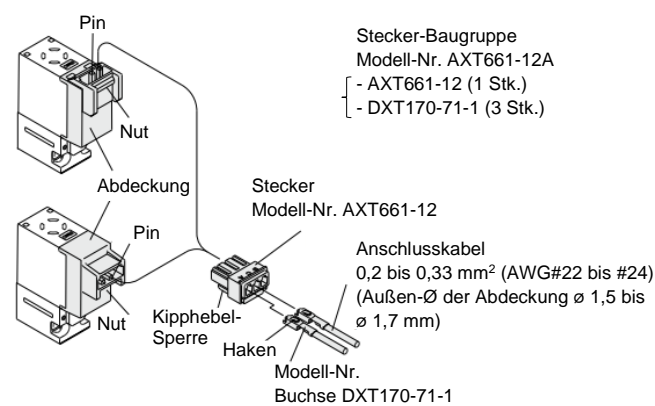 Pin
Stecker-Baugruppe
Modell-Nr. AXT661-12A
- AXT661-12 (1 Stk.)
- DXT170-71-1 (3 Stk.)
Nut
Abdeckung
Stecker
Modell-Nr. AXT661-12
Pin
Anschlusskabel
0,2 bis 0,33 mm² (AWG#22 bis #24)
(Außen-Ø der Abdeckung ø 1,5 bis
ø 1,7 mm)
Nut
Kipphebel-
Sperre
Haken
Modell-Nr.
Buchse DXT170-71-1